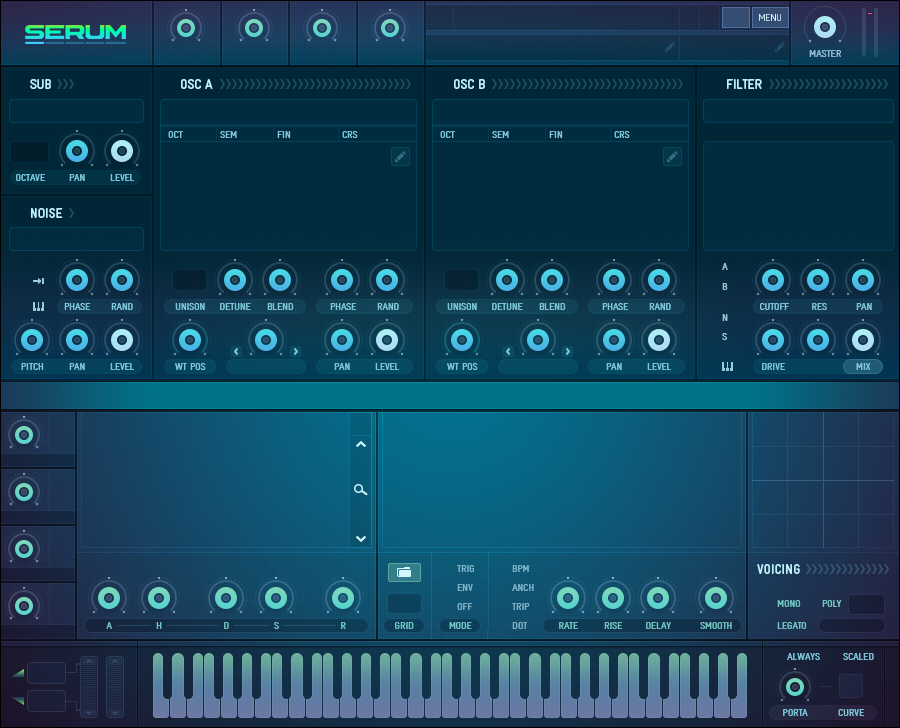 SERUM
MENU
MASTER
SUB OSC A OSC B FILTER
OCT SEM FIN CRS OCT SEM FIN CRS
OCTAVE PAN LEVEL
NOISE
A
B
PHASE RAND UNISON DETUNE BLEND PHASE RAND UNISON DETUNE BLEND PHASE RAND CUTOFF RES PAN
N
S
PITCH PAN LEVEL WT POS PAN LEVEL WT POS PAN LEVEL DRIVE MIX
TRIG BPM VOICING
ENV ANCH
OFF TRIP MONO POLY
A H D S R GRID MODE DOT RATE RISE DELAY SMOOTH LEGATO
ALWAYS SCALED
PORTA CURVE